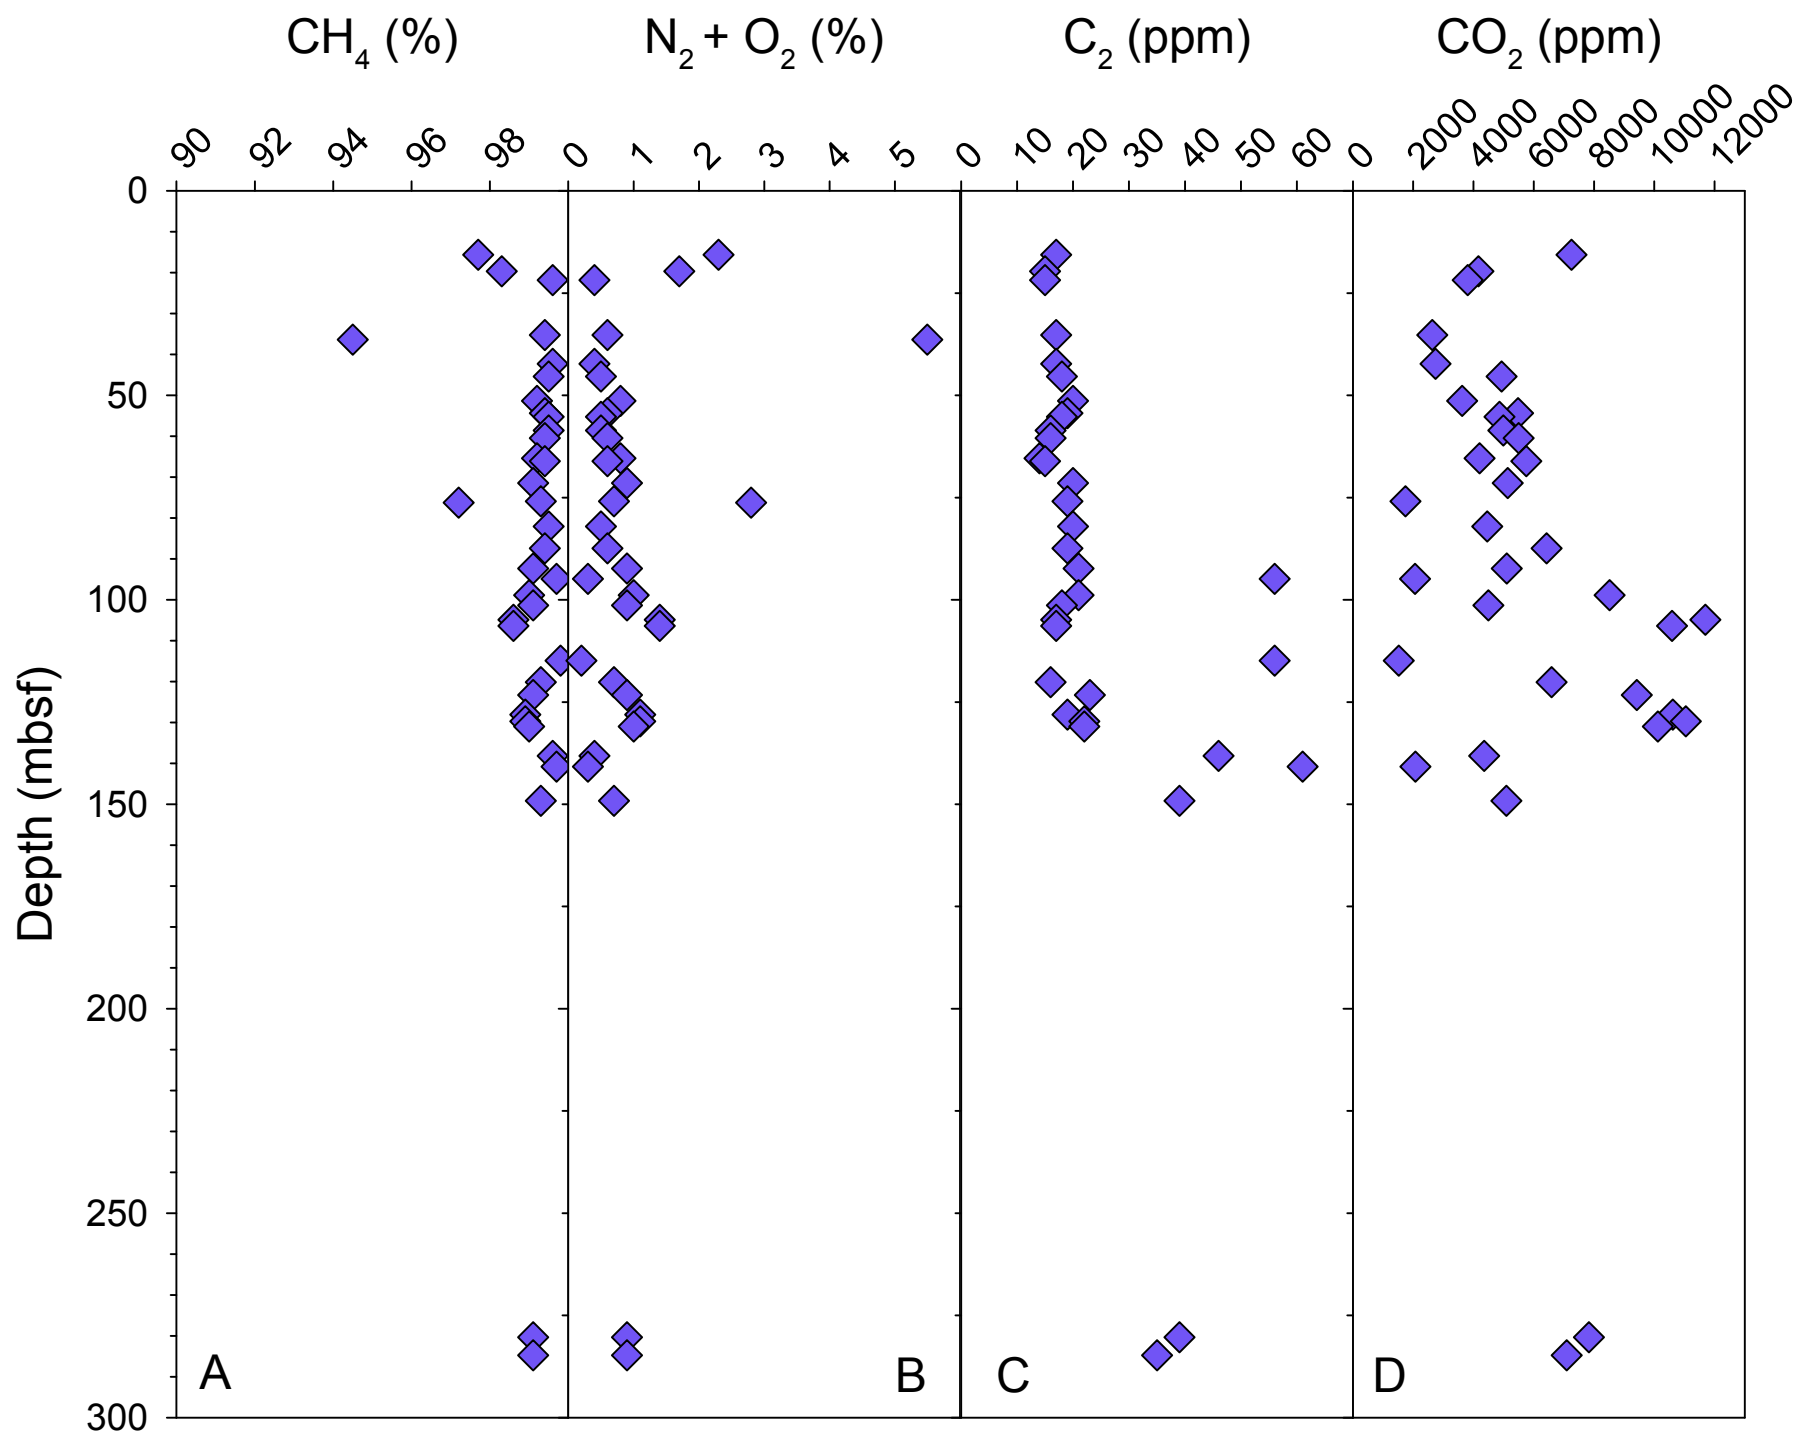 CH₄ (%) N₂ + O₂ (%) C₂ (ppm) CO₂ (ppm)
90 92 94 96 98 0 1 2 3 4 5 0 10 20 30 40 50 60 0 2000 4000 6000 8000 10000 12000
0
50
100
150
200
250
300
Depth (mbsf)
A B C D